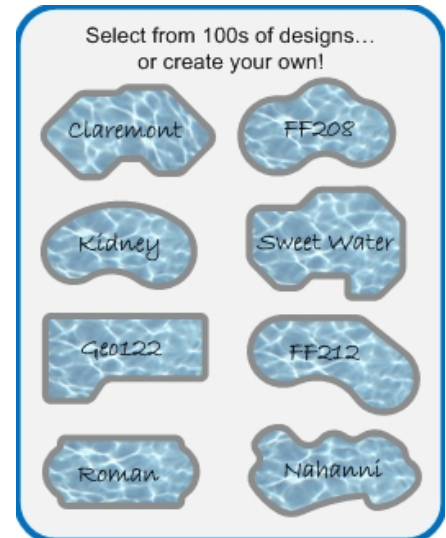 Select from 100s of designs...
or create your own!
Claremont
FF208
Kidney
Sweet Water
Geo122
FF212
Roman
Nahanni